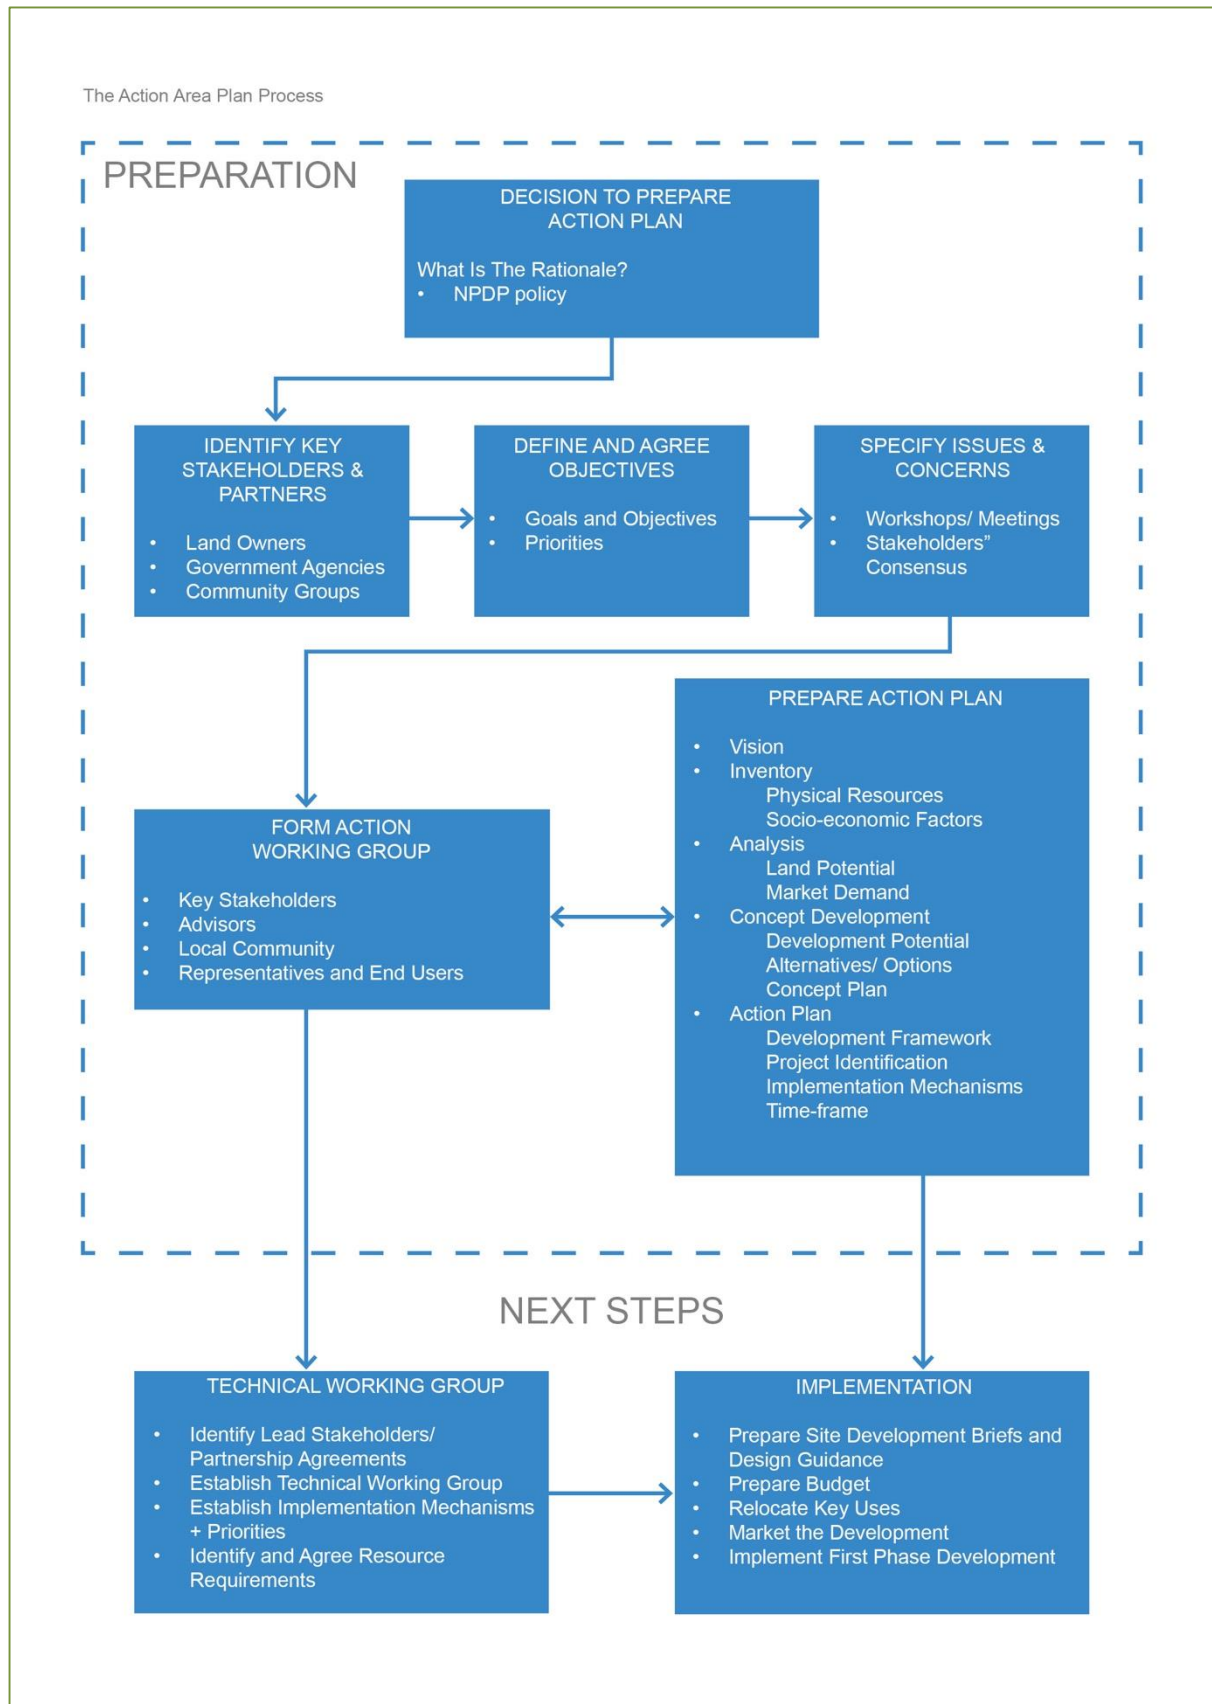 The Action Area Plan Process
PREPARATION
DECISION TO PREPARE
ACTION PLAN
What Is The Rationale?
• NPDP policy
IDENTIFY KEY
STAKEHOLDERS &
PARTNERS
• Land Owners
• Government Agencies
• Community Groups
DEFINE AND AGREE
OBJECTIVES
• Goals and Objectives
• Priorities
SPECIFY ISSUES &
CONCERNS
• Workshops/ Meetings
• Stakeholders”
Consensus
FORM ACTION
WORKING GROUP
• Key Stakeholders
• Advisors
• Local Community
• Representatives and End Users
PREPARE ACTION PLAN
• Vision
• Inventory
Physical Resources
Socio-economic Factors
• Analysis
Land Potential
Market Demand
• Concept Development
Development Potential
Alternatives/ Options
Concept Plan
• Action Plan
Development Framework
Project Identification
Implementation Mechanisms
Time-frame
NEXT STEPS
TECHNICAL WORKING GROUP
• Identify Lead Stakeholders/
Partnership Agreements
• Establish Technical Working Group
• Establish Implementation Mechanisms
+ Priorities
• Identify and Agree Resource
Requirements
IMPLEMENTATION
• Prepare Site Development Briefs and
Design Guidance
• Prepare Budget
• Relocate Key Uses
• Market the Development
• Implement First Phase Development